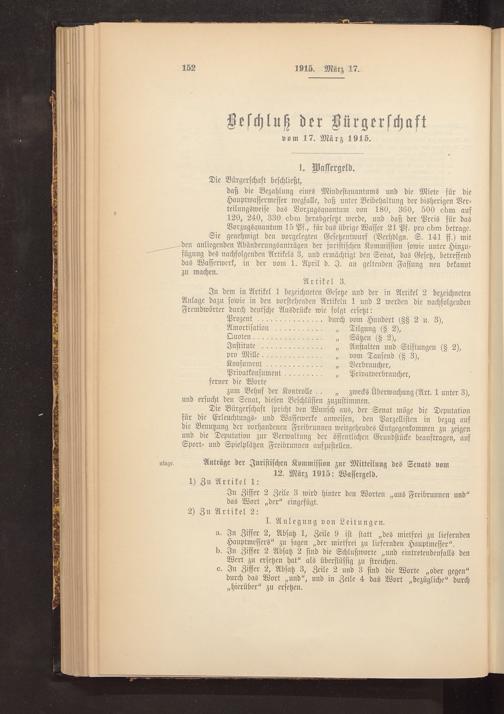 152
1915. März 17.
Beschluß der Bürgerschaft
vom 17. März 1915.
1. Wassergeld.
Die Bürgerschaft beschließt,
daß die Bezahlung eines Mindestquantums und die Miete für die
Hauptwassermesser wegfalle, daß unter Beibehaltung der bisherigen Ver-
teilungsweise das Vorzugsquantum von 180, 360, 500 cbm auf
120, 240, 330 cbm herabgesetzt werde, und daß der Preis für das
Vorzugsquantum 15 Pf., für das übrige Wasser 21 Pf. pro cbm betrage.
Sie genehmigt den vorgelegten Gesetzentwurf (Verhdlgn. S. 141 ff.) mit
den anliegenden Abänderungsanträgen der juristischen Kommission sowie unter Hinzu-
fügung des nachfolgenden Artikels 3, und ermächtigt den Senat, das Gesetz, betreffend
das Wasserwerk, in der vom 1. April d. J. an geltenden Fassung neu bekannt
zu machen.
Artikel 3.
In dem in Artikel 1 bezeichneten Gesetze und der in Artikel 2 bezeichneten
Anlage dazu sowie in den vorstehenden Artikeln 1 und 2 werden die nachfolgenden
Fremdwörter durch deutsche Ausdrücke wie folgt ersetzt:
Prozent . . . . . . . . . . . . . durch vom Hundert (§§ 2 u. 3),
Amortisation . . . . . . . . . . „ Tilgung (§ 2),
Quoten . . . . . . . . . . . . . „ Sätzen (§ 2),
Institute . . . . . . . . . . . . „ Anstalten und Stiftungen (§ 2),
pro Mille . . . . . . . . . . . . „ vom Tausend (§ 3),
Konsument . . . . . . . . . . . „ Verbraucher,
Privatkonsument . . . . . . . . „ Privatverbraucher,
ferner die Worte
zum Behuf der Kontrolle . . „ zwecks Überwachung (Art. 1 unter 3),
und ersucht den Senat, diesen Beschlüssen zuzustimmen.
Die Bürgerschaft spricht den Wunsch aus, der Senat möge die Deputation
für die Erleuchtungs- und Wasserwerke anweisen, den Parzellisten in bezug auf
die Benutzung der vorhandenen Freibrunnen weitgehendes Entgegenkommen zu zeigen
und die Deputation zur Verwaltung der öffentlichen Grundstücke beauftragen, auf
Sport- und Spielplätzen Freibrunnen aufzustellen.
nlage.
Anträge der Juristischen Kommission zur Mitteilung des Senats vom
12. März 1915: Wassergeld.
1) Zu Artikel 1:
In Ziffer 2 Zeile 3 wird hinter den Worten „aus Freibrunnen und“
das Wort „der“ eingefügt.
2) Zu Artikel 2:
I. Anlegung von Leitungen.
a. In Ziffer 2, Absatz 1, Zeile 9 ist statt „des mietfrei zu liefernden
Hauptmessers“ zu sagen „der mietfrei zu liefernden Hauptmesser“.
b. In Ziffer 2 Absatz 2 sind die Schlußworte „und eintretendenfalls den
Wert zu ersetzen hat“ als überflüssig zu streichen.
c. In Ziffer 2, Absatz 3, Zeile 2 und 3 sind die Worte „oder gegen“
durch das Wort „und“, und in Zeile 4 das Wort „bezügliche“ durch
„hierüber“ zu ersetzen.